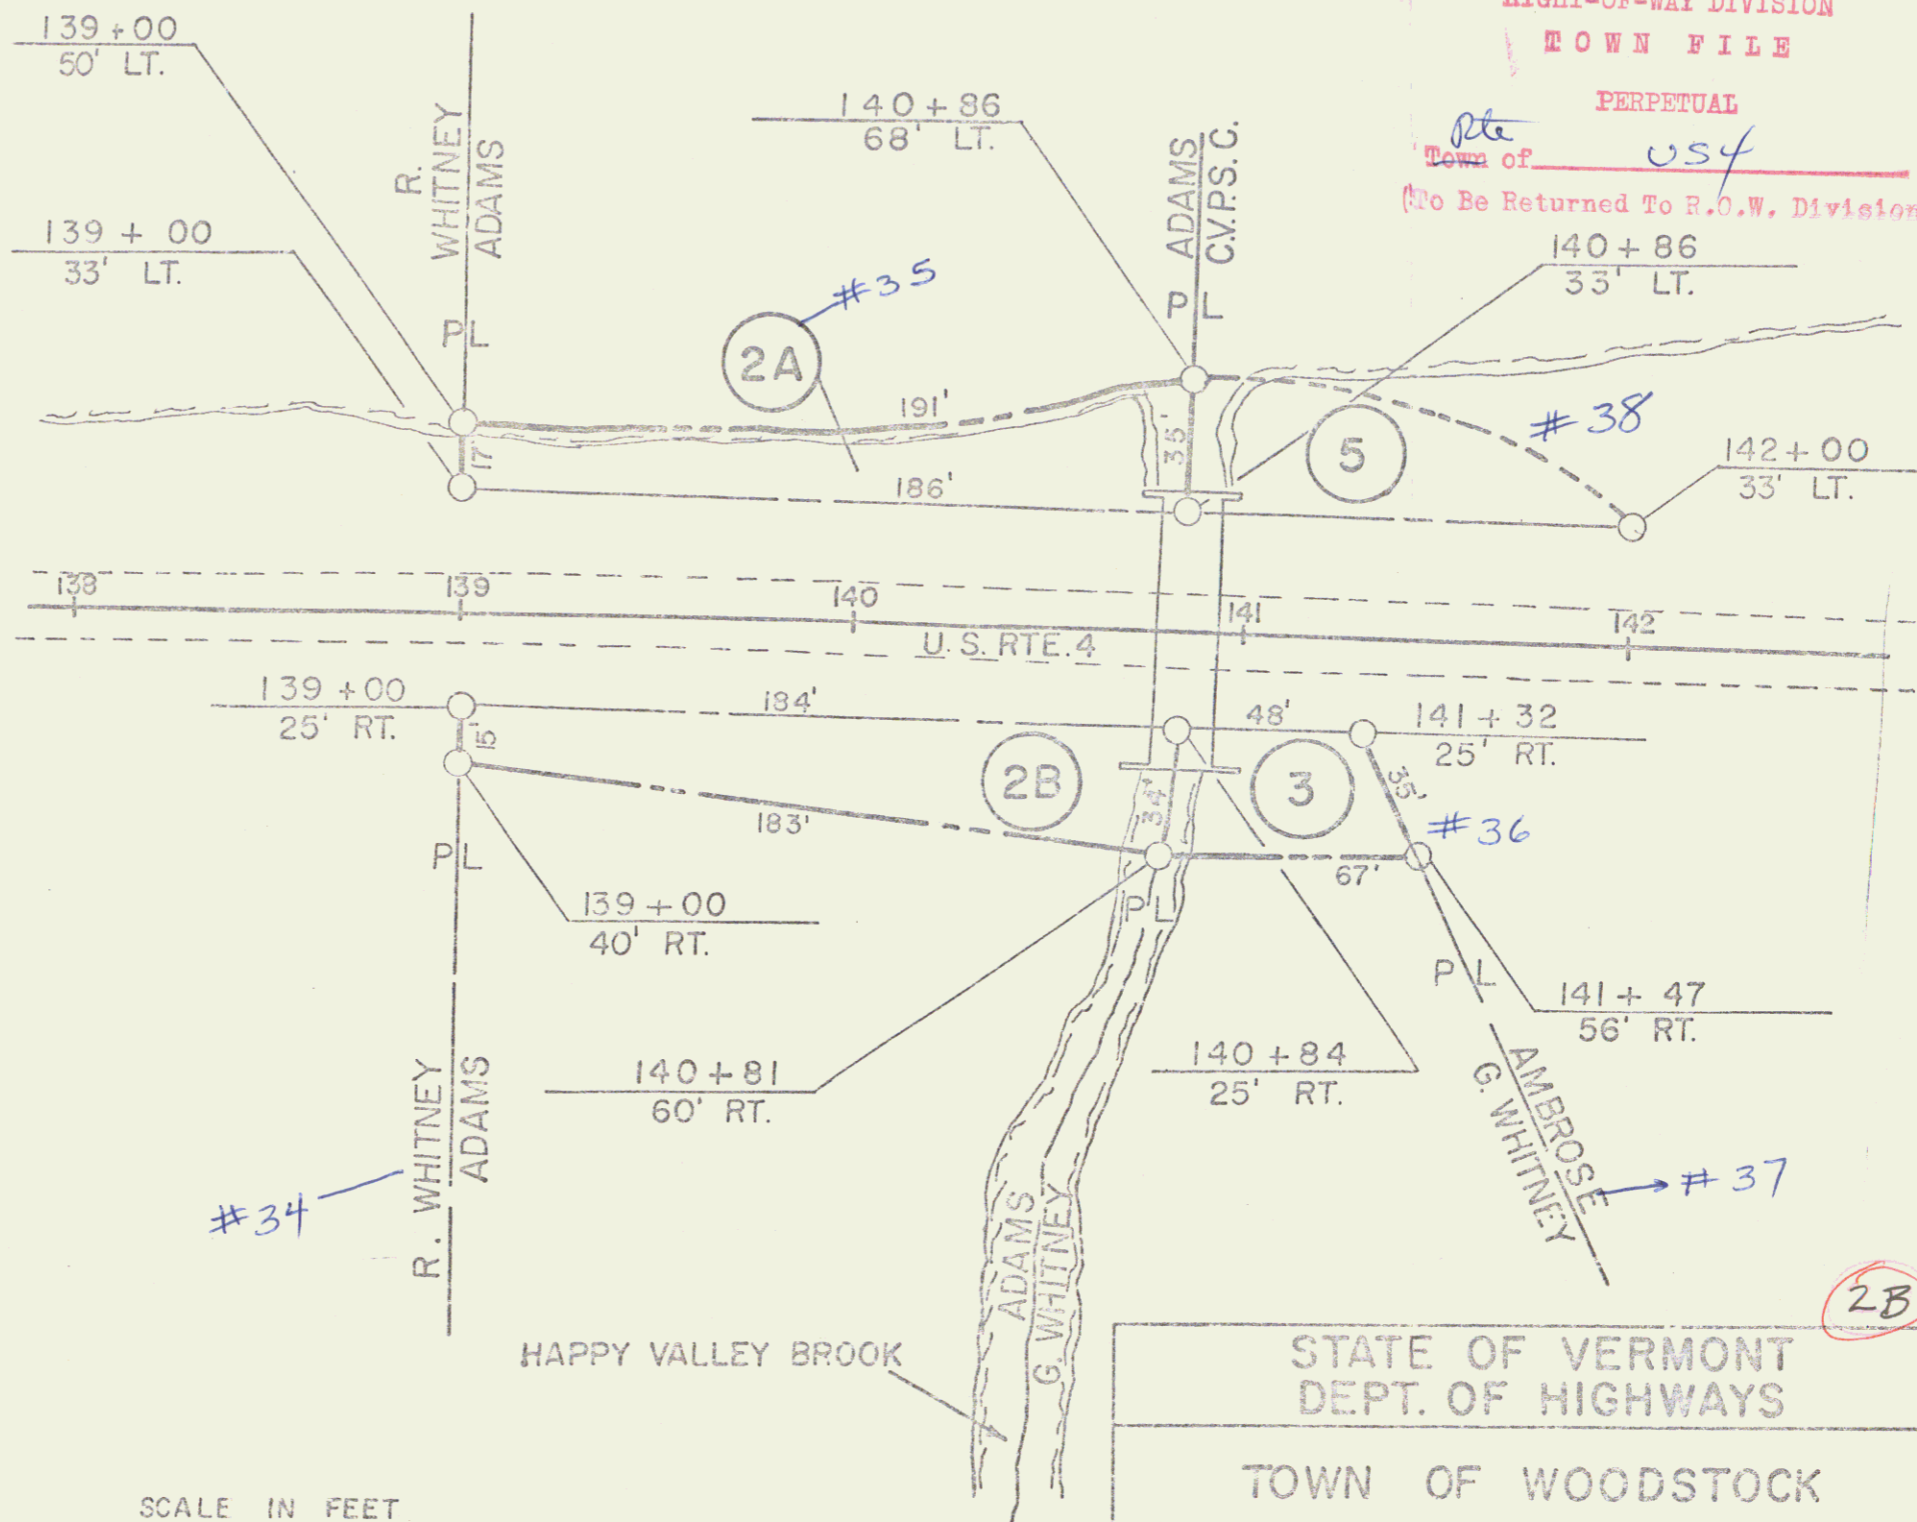 RIGHT-OF-WAY DIVISION
TOWN FILE
PERPETUAL
Rte
Town of US4
(To Be Returned To R.O.W. Division
139+00
50' LT.
139 + 00
33' LT.
R.
WHITNEY
ADAMS
PL
140+86
68' LT.
ADAMS
C.V.P.S.C.
PL
140+86
33' LT.
#35
2A
191'
17'
186'
35'
5
#38
142+00
33' LT.
138
139
140
141
142
U.S. RTE. 4
139+00
25' RT.
184'
48'
141+32
25' RT.
15'
2B
3
34'
35'
183'
#36
67'
PL
PL
139+00
40' RT.
PL
141+ 47
56' RT.
140+81
60' RT.
140+84
25' RT.
R. WHITNEY
ADAMS
#34
ADAMS
G. WHITNEY
AMBROSE
G. WHITNEY
#37
HAPPY VALLEY BROOK
2B
STATE OF VERMONT
DEPT. OF HIGHWAYS
TOWN OF WOODSTOCK
SCALE IN FEET